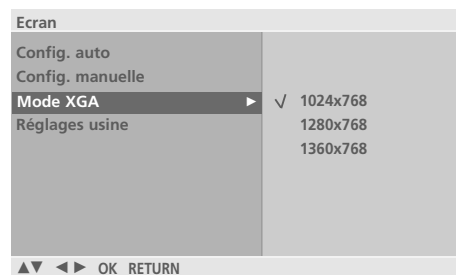 Ecran
Config. auto
Config. manuelle
Mode XGA ► √ 1024x768
Réglages usine 1280x768
1360x768
▲▼ ◄► OK RETURN